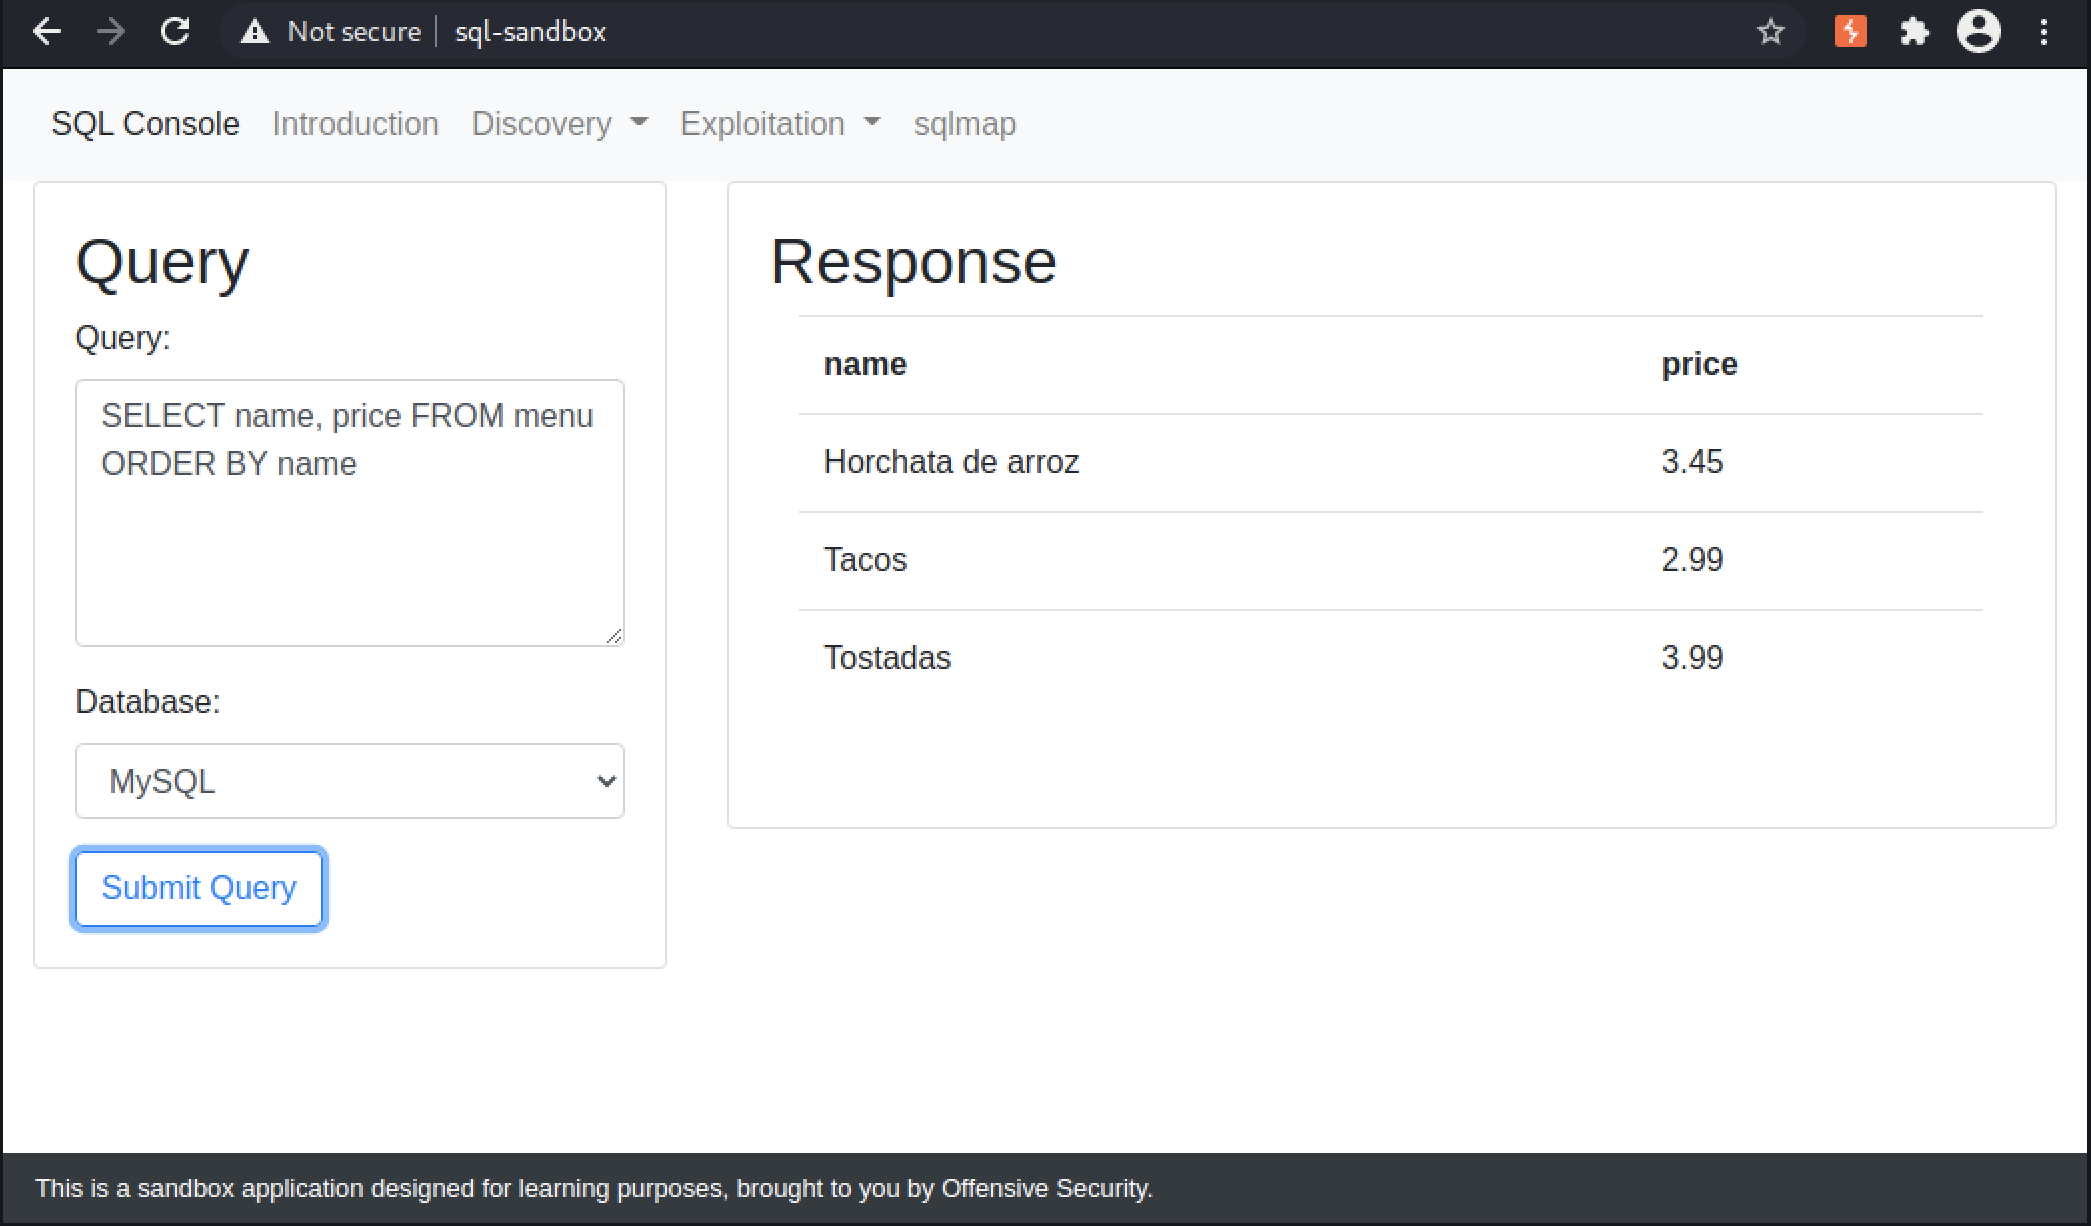 Not secure
sql-sandbox
SQL Console Introduction Discovery Exploitation sqlmap
Query
Query:
SELECT name, price FROM menu
ORDER BY name
Database:
MySQL
Submit Query
Response
name price
Horchata de arroz 3.45
Tacos 2.99
Tostadas 3.99
This is a sandbox application designed for learning purposes, brought to you by Offensive Security.